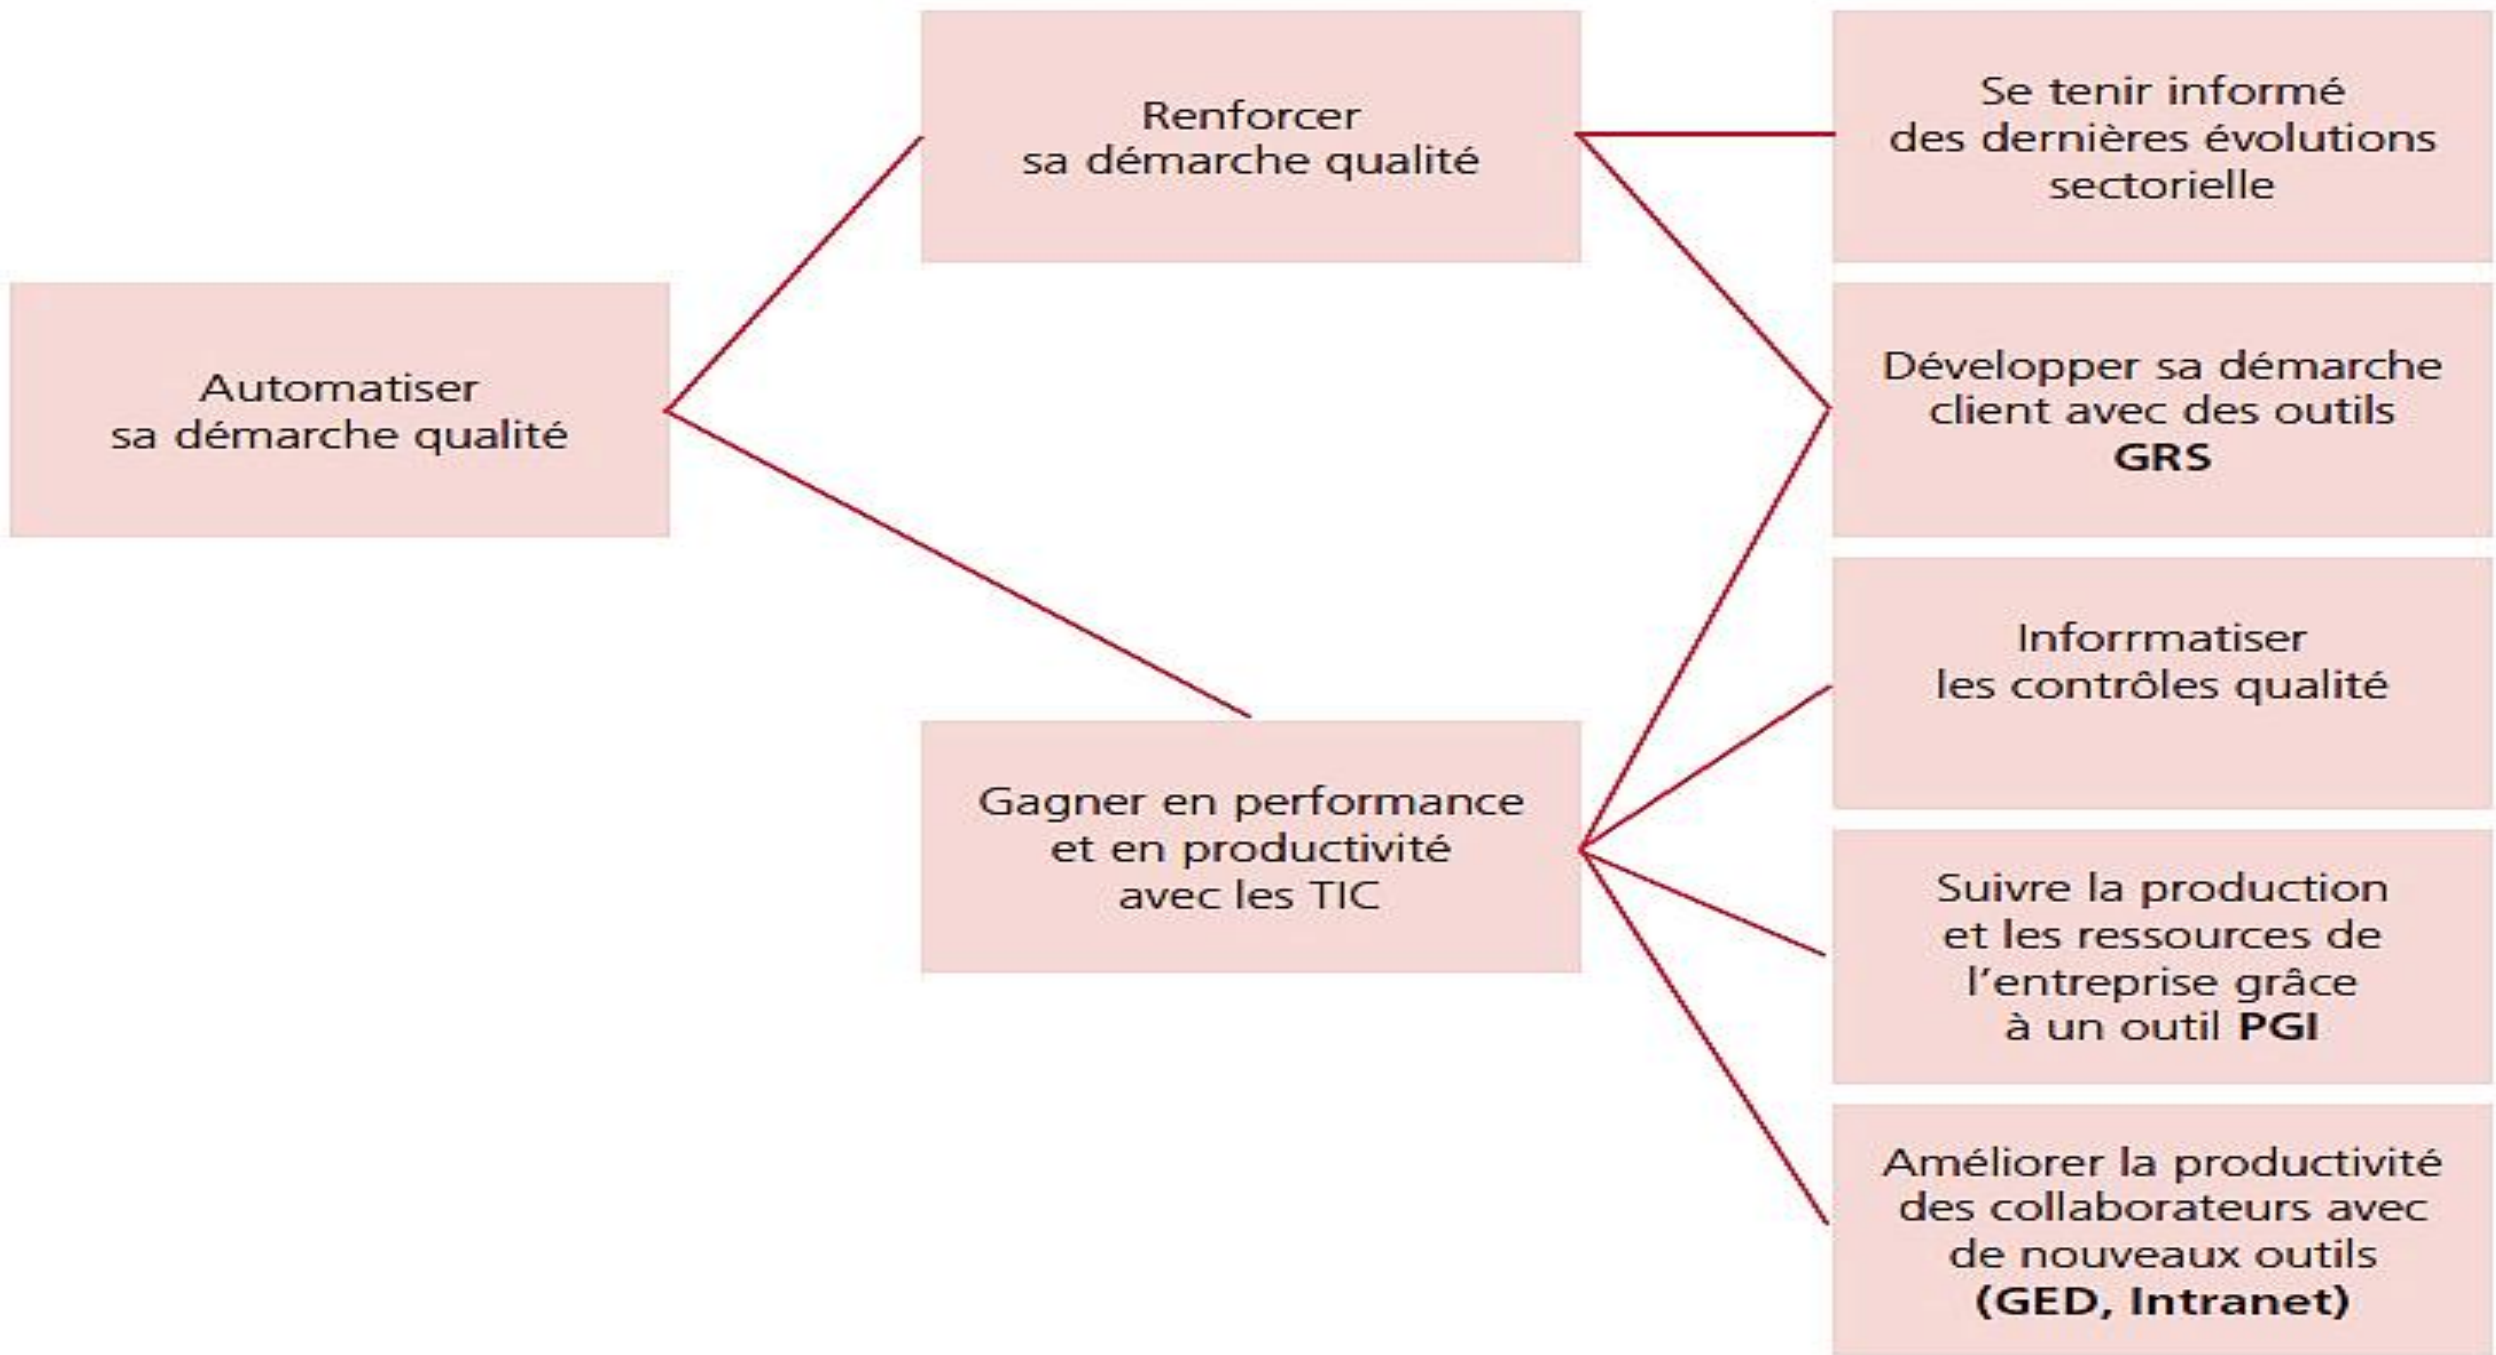 Automatiser
sa démarche qualité
Renforcer
sa démarche qualité
Gagner en performance
et en productivité
avec les TIC
Se tenir informé
des dernières évolutions
sectorielle
Développer sa démarche
client avec des outils
GRS
Inforrmatiser
les contrôles qualité
Suivre la production
et les ressources de
l’entreprise grâce
à un outil PGI
Améliorer la productivité
des collaborateurs avec
de nouveaux outils
(GED, Intranet)